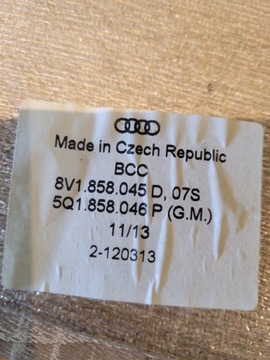 Made in Czech Republic
BCC
8V1.858.045 D, 07S
5Q1.858.046 P (G.M.)
11/13
2-120313